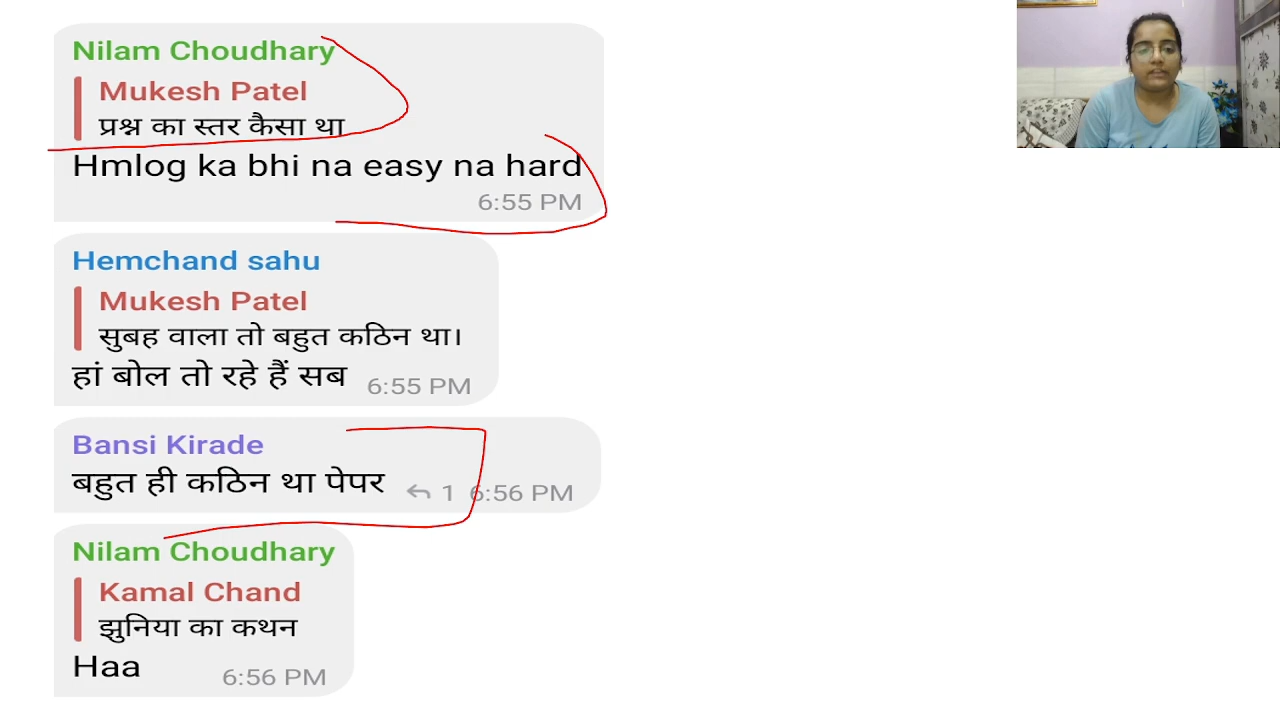 Nilam Choudhary
Mukesh Patel
प्रश्न का स्तर कैसा था
Hmlog ka bhi na easy na hard
6:55 PM
Hemchand sahu
Mukesh Patel
सुबह वाला तो बहुत कठिन था।
हां बोल तो रहे हैं सब 6:55 PM
Bansi Kirade
बहुत ही कठिन था पेपर 1 6:56 PM
Nilam Choudhary
Kamal Chand
झुनिया का कथन
Haa 6:56 PM